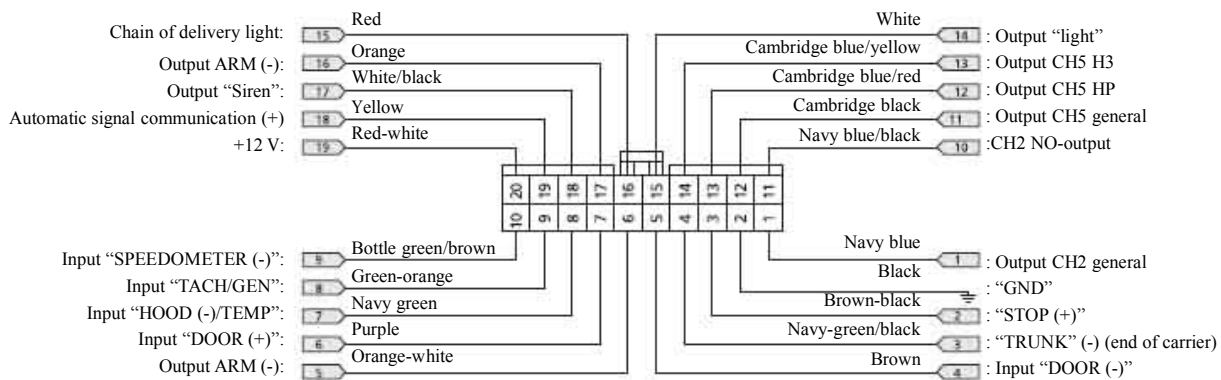 Chain of delivery light: 15 Red
Output ARM (-): 16 Orange
Output “Siren”: 17 White/black
Automatic signal communication (+) 18 Yellow
+12 V: 19 Red-white
White 14 : Output “light”
Cambridge blue/yellow 13 : Output CH5 H3
Cambridge blue/red 12 : Output CH5 HP
Cambridge black 11 : Output CH5 general
Navy blue/black 10 :CH2 NO-output
20 19 18 17 16 15 14 13 12 11
10 9 8 7 6 5 4 3 2 1
Input “SPEEDOMETER (-)”: 9 Bottle green/brown
Input “TACH/GEN”: 8 Green-orange
Input “HOOD (-)/TEMP”: 7 Navy green
Input “DOOR (+)”: 6 Purple
Output ARM (-): 5 Orange-white
Navy blue 1 : Output CH2 general
Black : “GND”
Brown-black 2 : “STOP (+)”
Navy-green/black 3 : “TRUNK” (-) (end of carrier)
Brown 4 : Input “DOOR (-)”